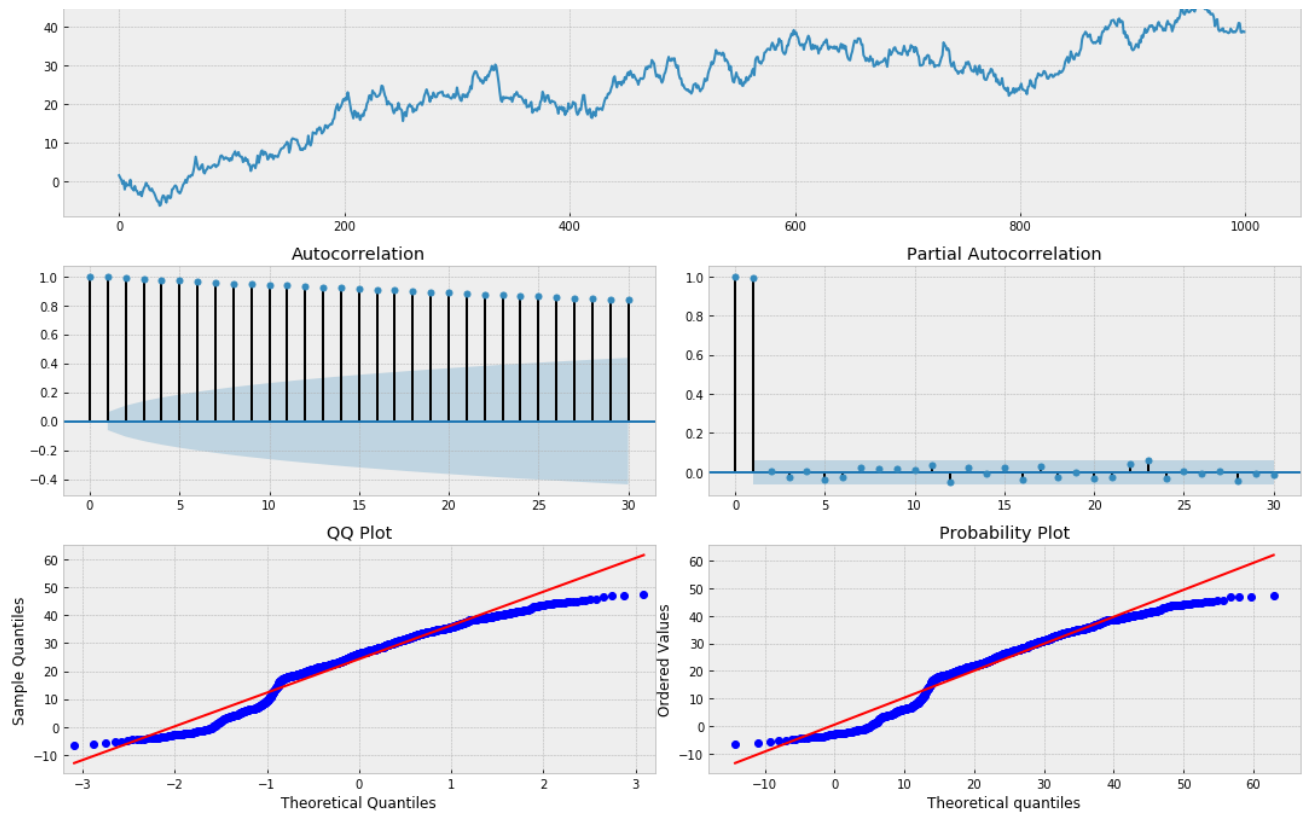 40
30
20
10
0
0 200 400 600 800 1000
Autocorrelation Partial Autocorrelation
1.0
0.8
0.6
0.4
0.2
0.0
−0.2
−0.4
0 5 10 15 20 25 30
1.0
0.8
0.6
0.4
0.2
0.0
0 5 10 15 20 25 30
QQ Plot
Sample Quantiles
60
50
40
30
20
10
0
−10
−3 −2 −1 0 1 2 3
Theoretical Quantiles
Probability Plot
Ordered Values
60
50
40
30
20
10
0
−10
−10 0 10 20 30 40 50 60
Theoretical quantiles